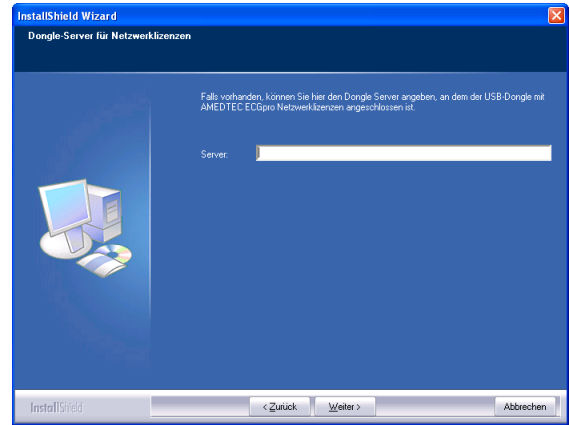 InstallShield Wizard
Dongle-Server für Netzwerklizenzen
Falls vorhanden, können Sie hier den Dongle Server angeben, an dem der USB-Dongle mit
AMEDTEC ECGpro Netzwerklizenzen angeschlossen ist.
Server:
InstallShield
< Zurück
Weiter >
Abbrechen